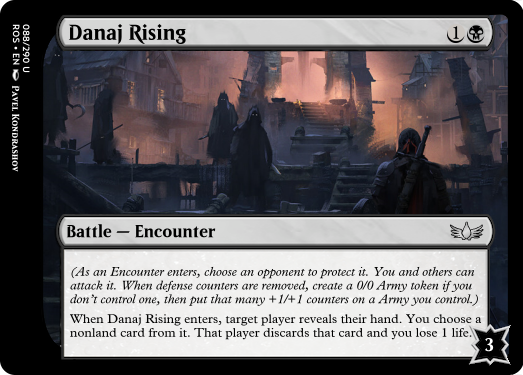 Danaj Rising
1
088/290 U
ROS • EN PAVEL KONDRASHOV
Battle — Encounter
(As an Encounter enters, choose an opponent to protect it. You and others can
attack it. When defense counters are removed, create a 0/0 Army token if you
don't control one, then put that many +1/+1 counters on a Army you control.)
When Danaj Rising enters, target player reveals their hand. You choose a
nonland card from it. That player discards that card and you lose 1 life.
3